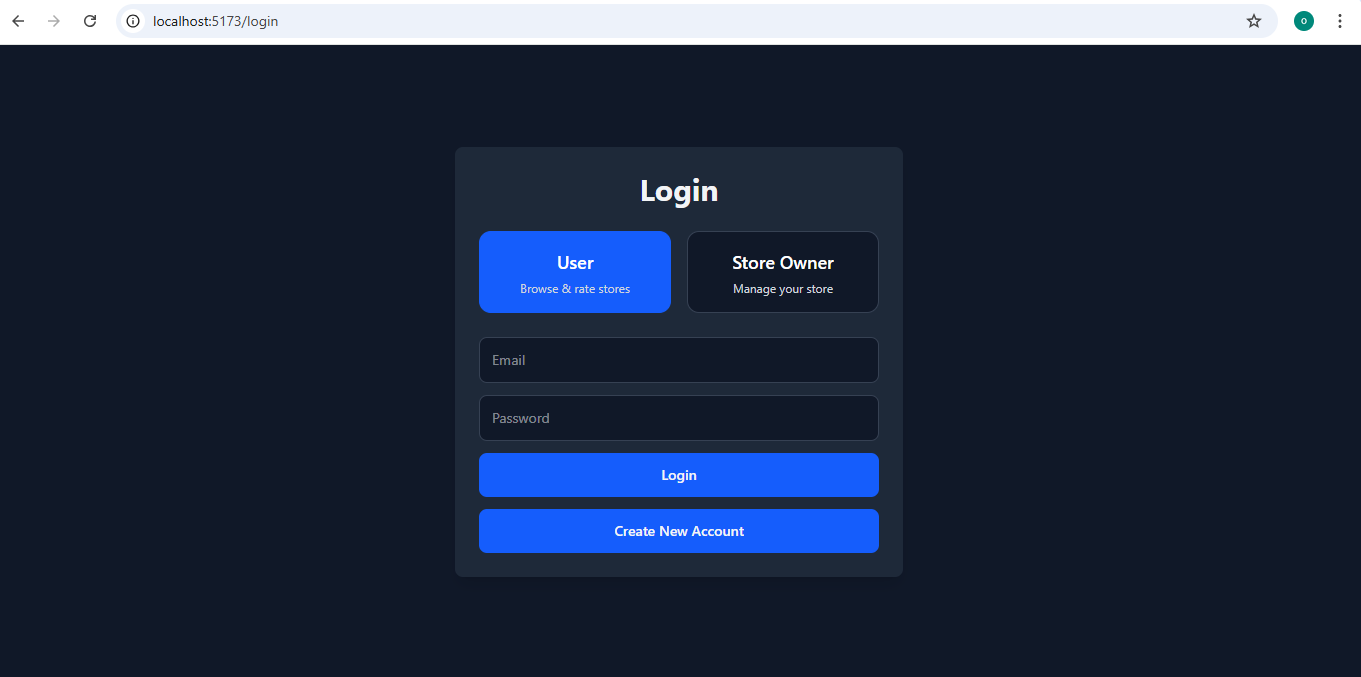 localhost:5173/login
o
Login
User
Store Owner
Browse & rate stores
Manage your store
Email
Password
Login
Create New Account